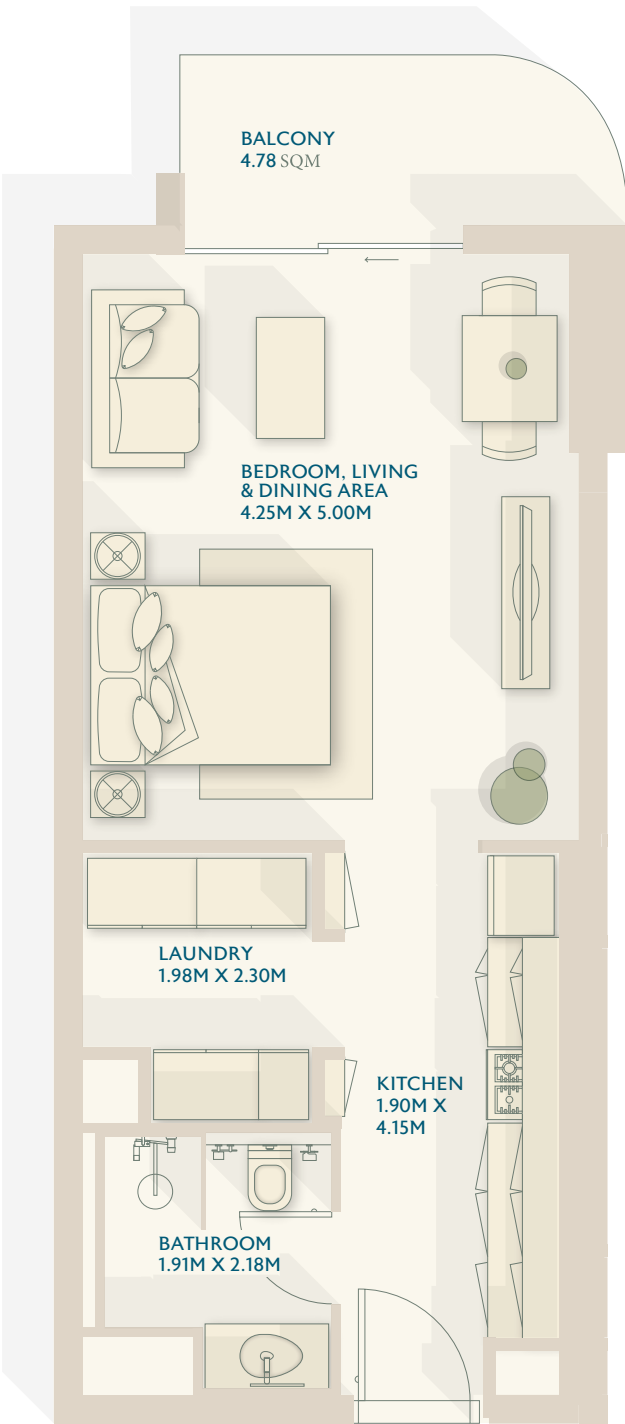 BALCONY
4.78 SQM
BEDROOM, LIVING
& DINING AREA
4.25M X 5.00M
LAUNDRY
1.98M X 2.30M
KITCHEN
1.90M X
4.15M
BATHROOM
1.91M X 2.18M